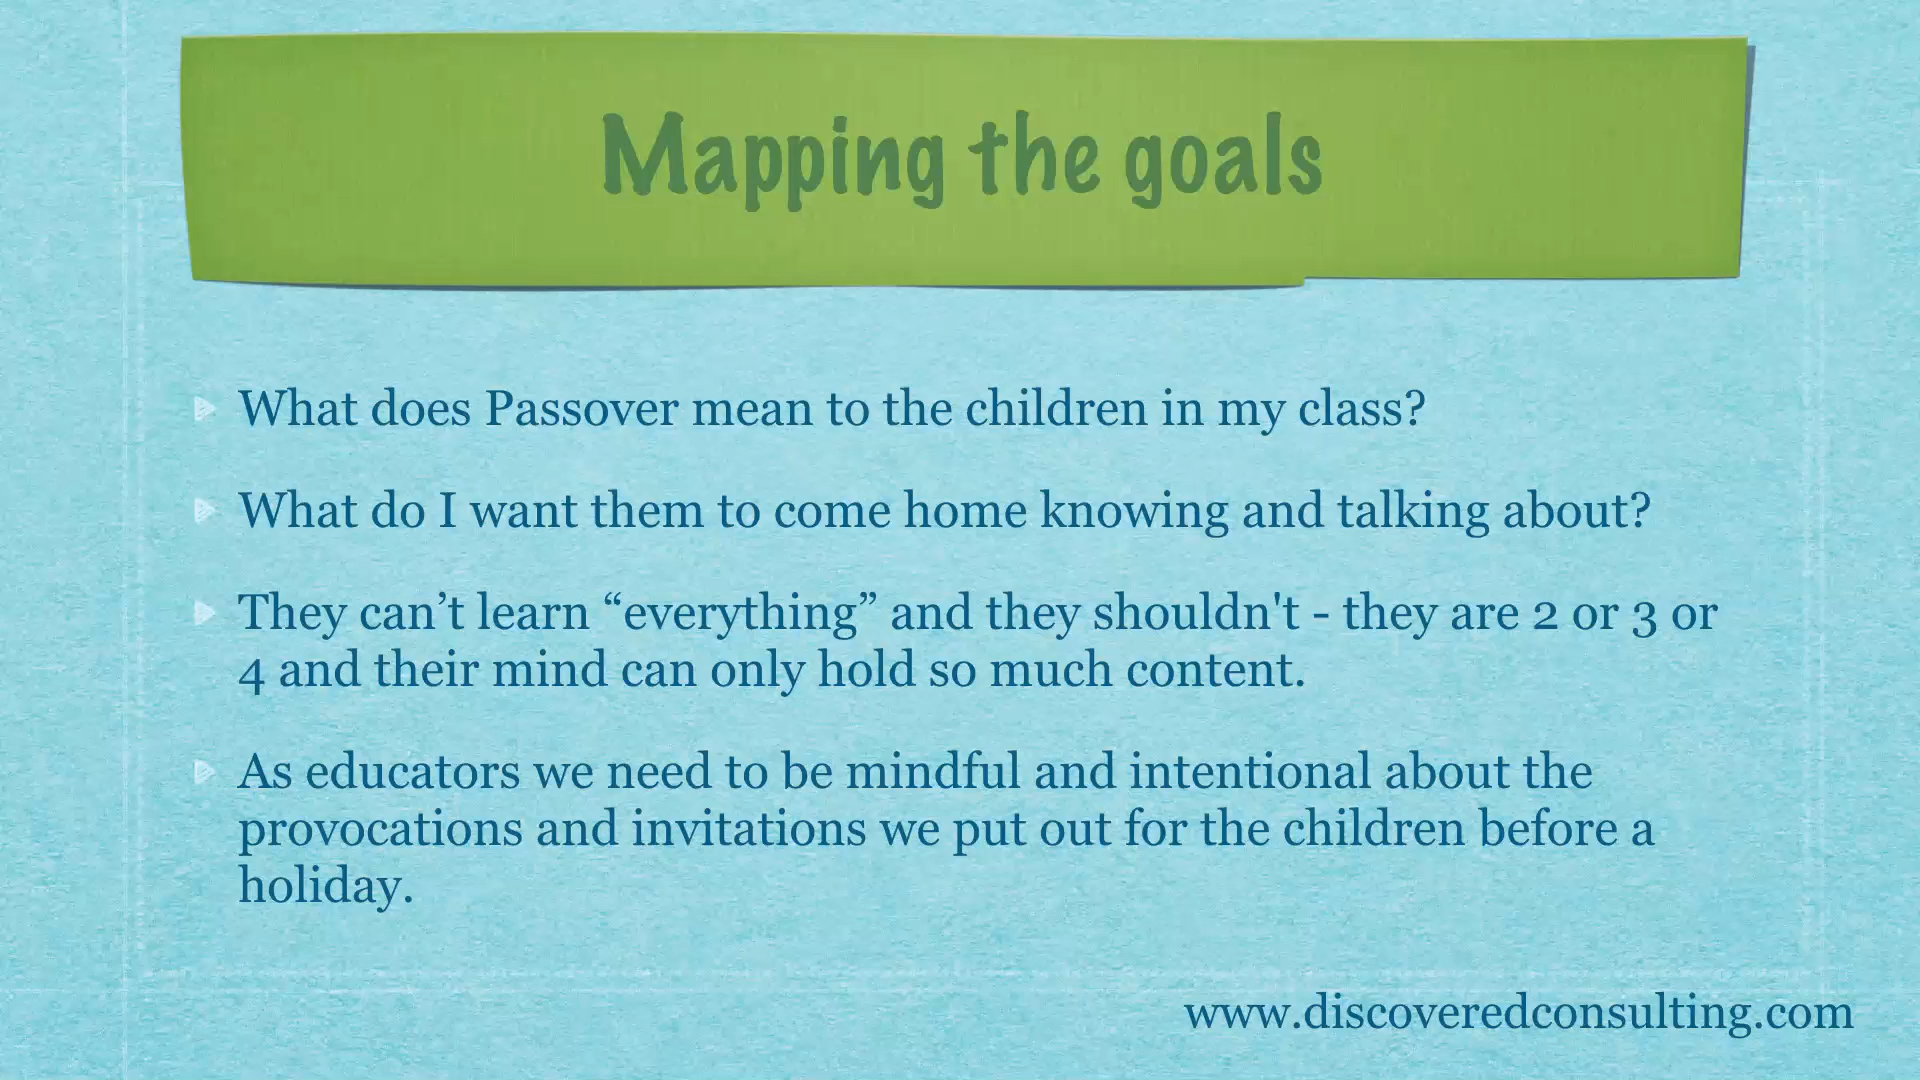 Mapping the goals
What does Passover mean to the children in my class?
What do I want them to come home knowing and talking about?
They can’t learn “everything” and they shouldn't - they are 2 or 3 or
4 and their mind can only hold so much content.
As educators we need to be mindful and intentional about the
provocations and invitations we put out for the children before a
holiday.
www.discoveredconsulting.com